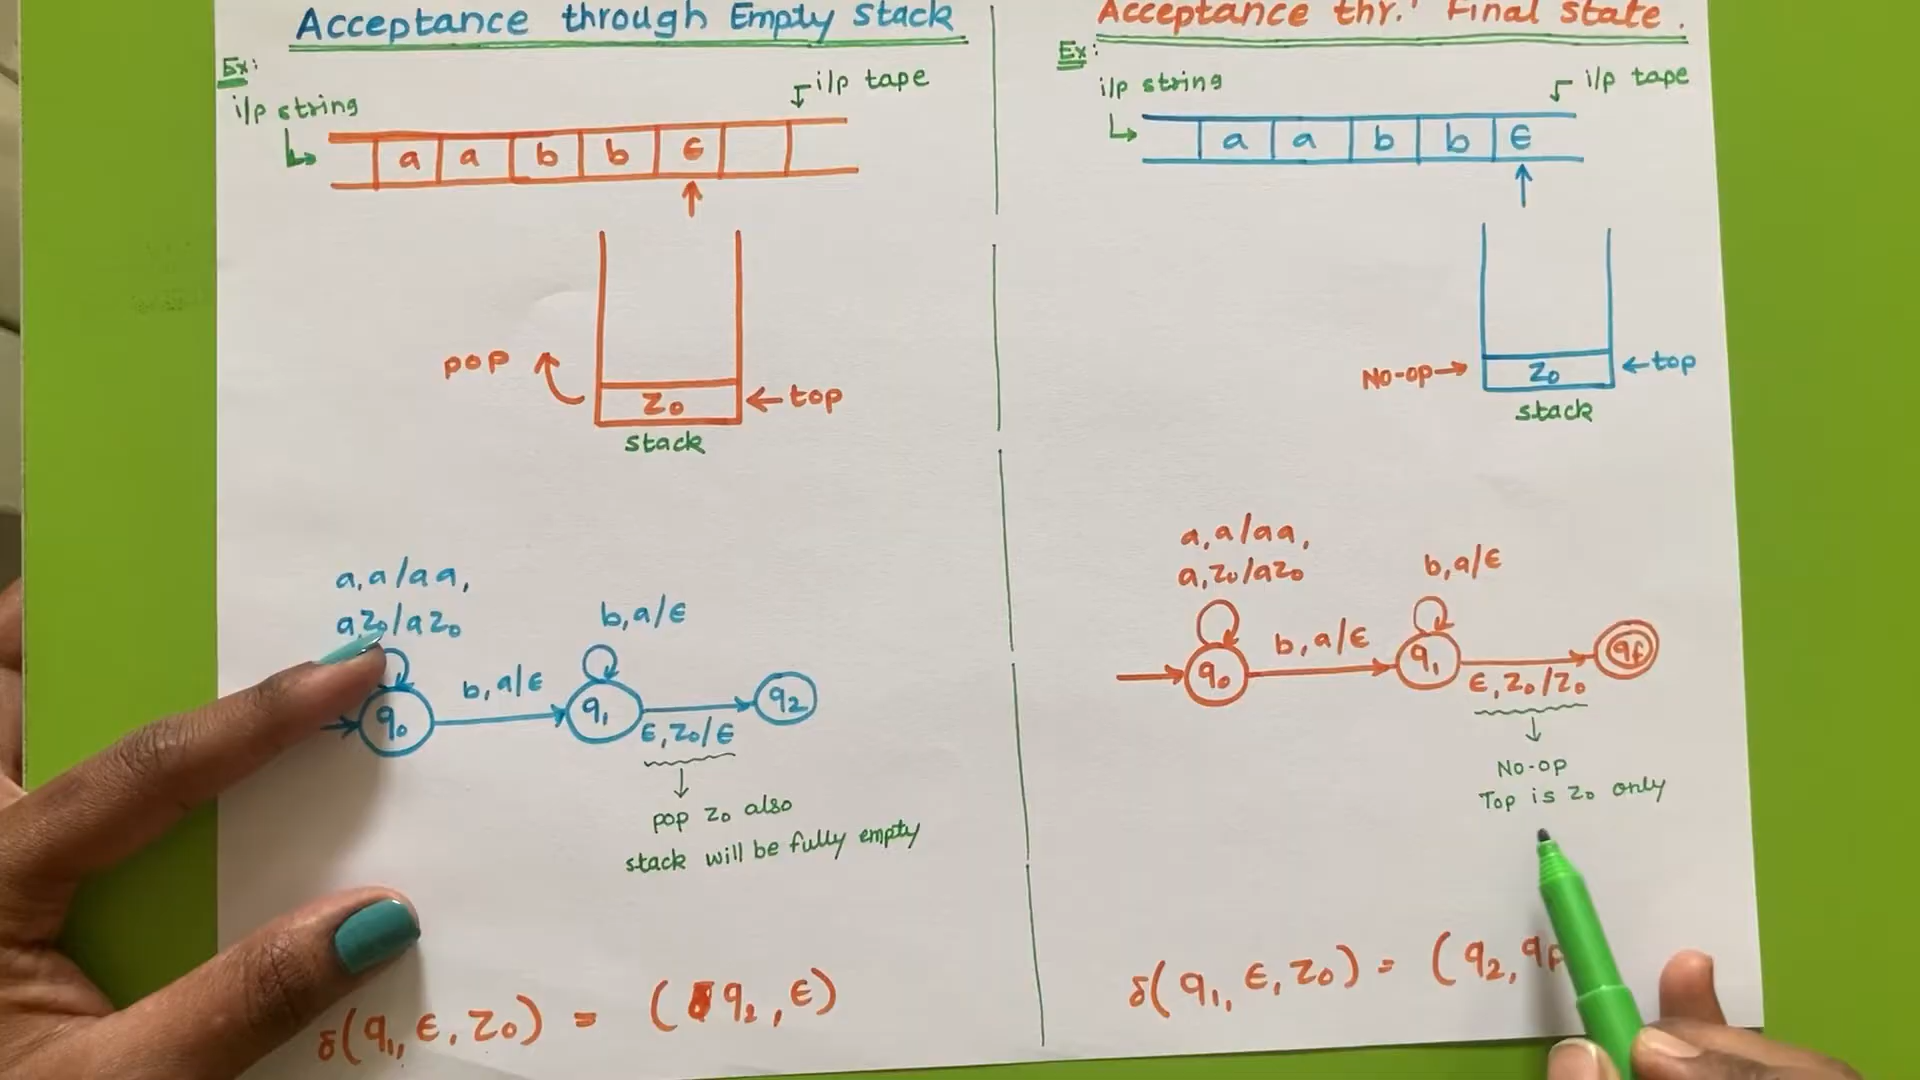 Acceptance through Empty Stack
Ex:
i/p string
i/p tape
a a b b ϵ
pop
Z0
←top
stack
a,a/aa,
a,Z0/aZ0
b,a/ϵ
b,a/ϵ
q0
q1
q2
ϵ,Z0/ϵ
pop Z0 also
stack will be fully empty
δ(q1, ϵ, Z0) = (q2, ϵ)
Acceptance thr.' Final state.
Ex:
i/p string
i/p tape
a a b b ϵ
No-op→
Z0
←top
stack
a,a/aa,
a,Z0/aZ0
b,a/ϵ
b,a/ϵ
q0
q1
qf
ϵ,Z0/Z0
No-op
Top is Z0 only
δ(q1, ϵ, Z0) = (q2,